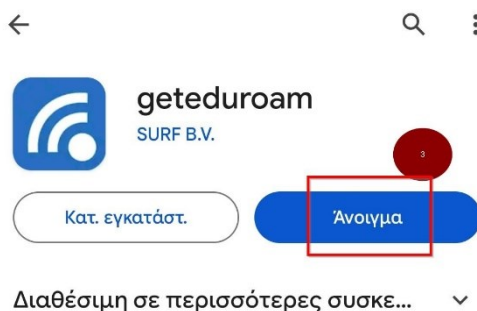 geteduroam
SURF B.V.
3
Κατ. εγκατάστ.
Άνοιγμα
Διαθέσιμη σε περισσότερες συσκε...